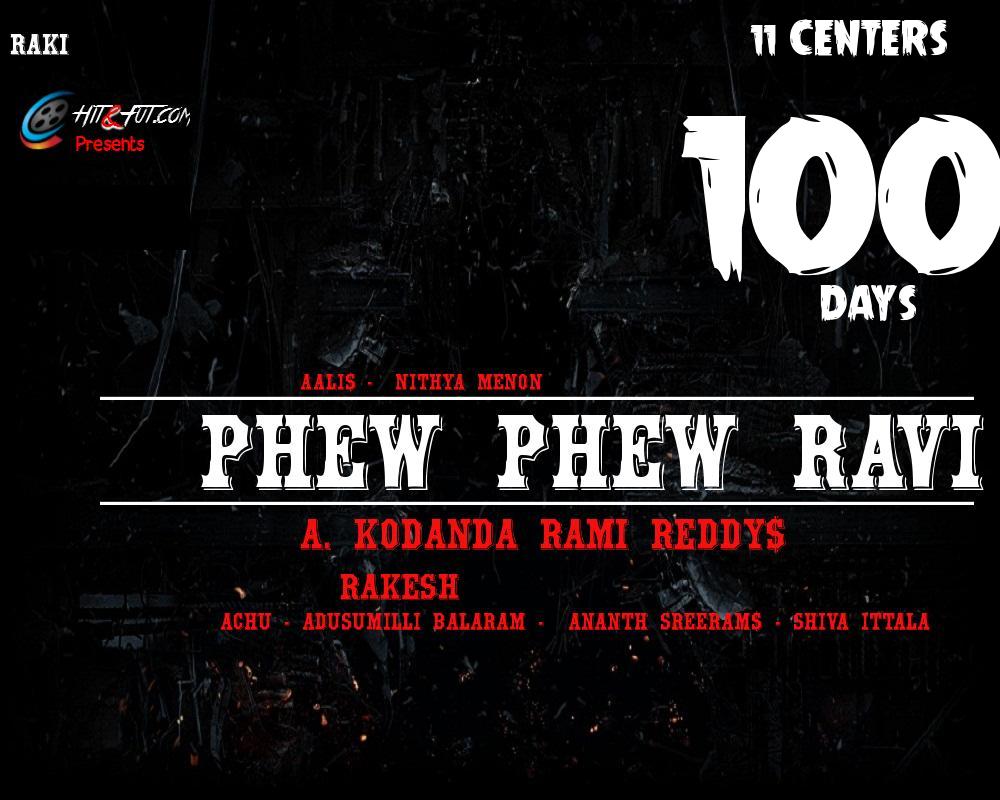 RAKI
11 CENTERS
HIT&FUT.COM
Presents
100
DAYS
AALI$ - NITHYA MENON
PHEW PHEW RAVI
A. KODANDA RAMI REDDY$
RAKESH
ACHU - ADUSUMILLI BALARAM - ANANTH SREERAM$ - SHIVA ITTALA